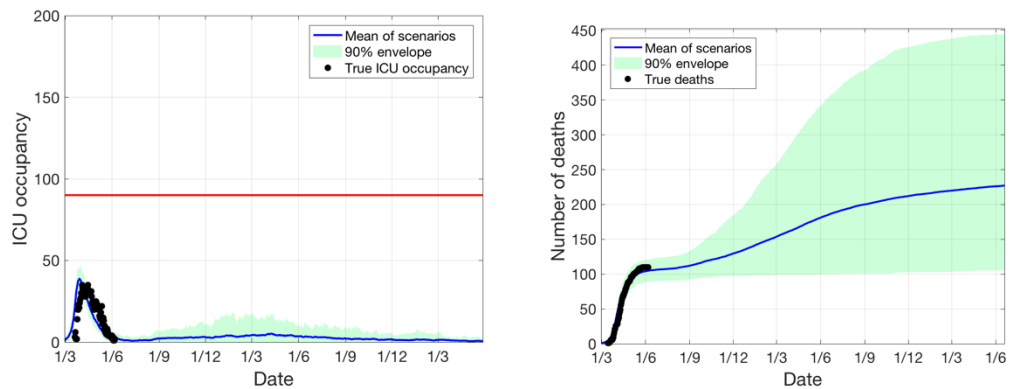 200
150
100
50
0
ICU occupancy
Mean of scenarios
90% envelope
True ICU occupancy
1/3 1/6 1/9 1/12 1/3 1/6 1/9 1/12 1/3
Date
450
400
350
300
250
200
150
100
50
0
Number of deaths
Mean of scenarios
90% envelope
True deaths
1/3 1/6 1/9 1/12 1/3 1/6 1/9 1/12 1/3 1/6
Date